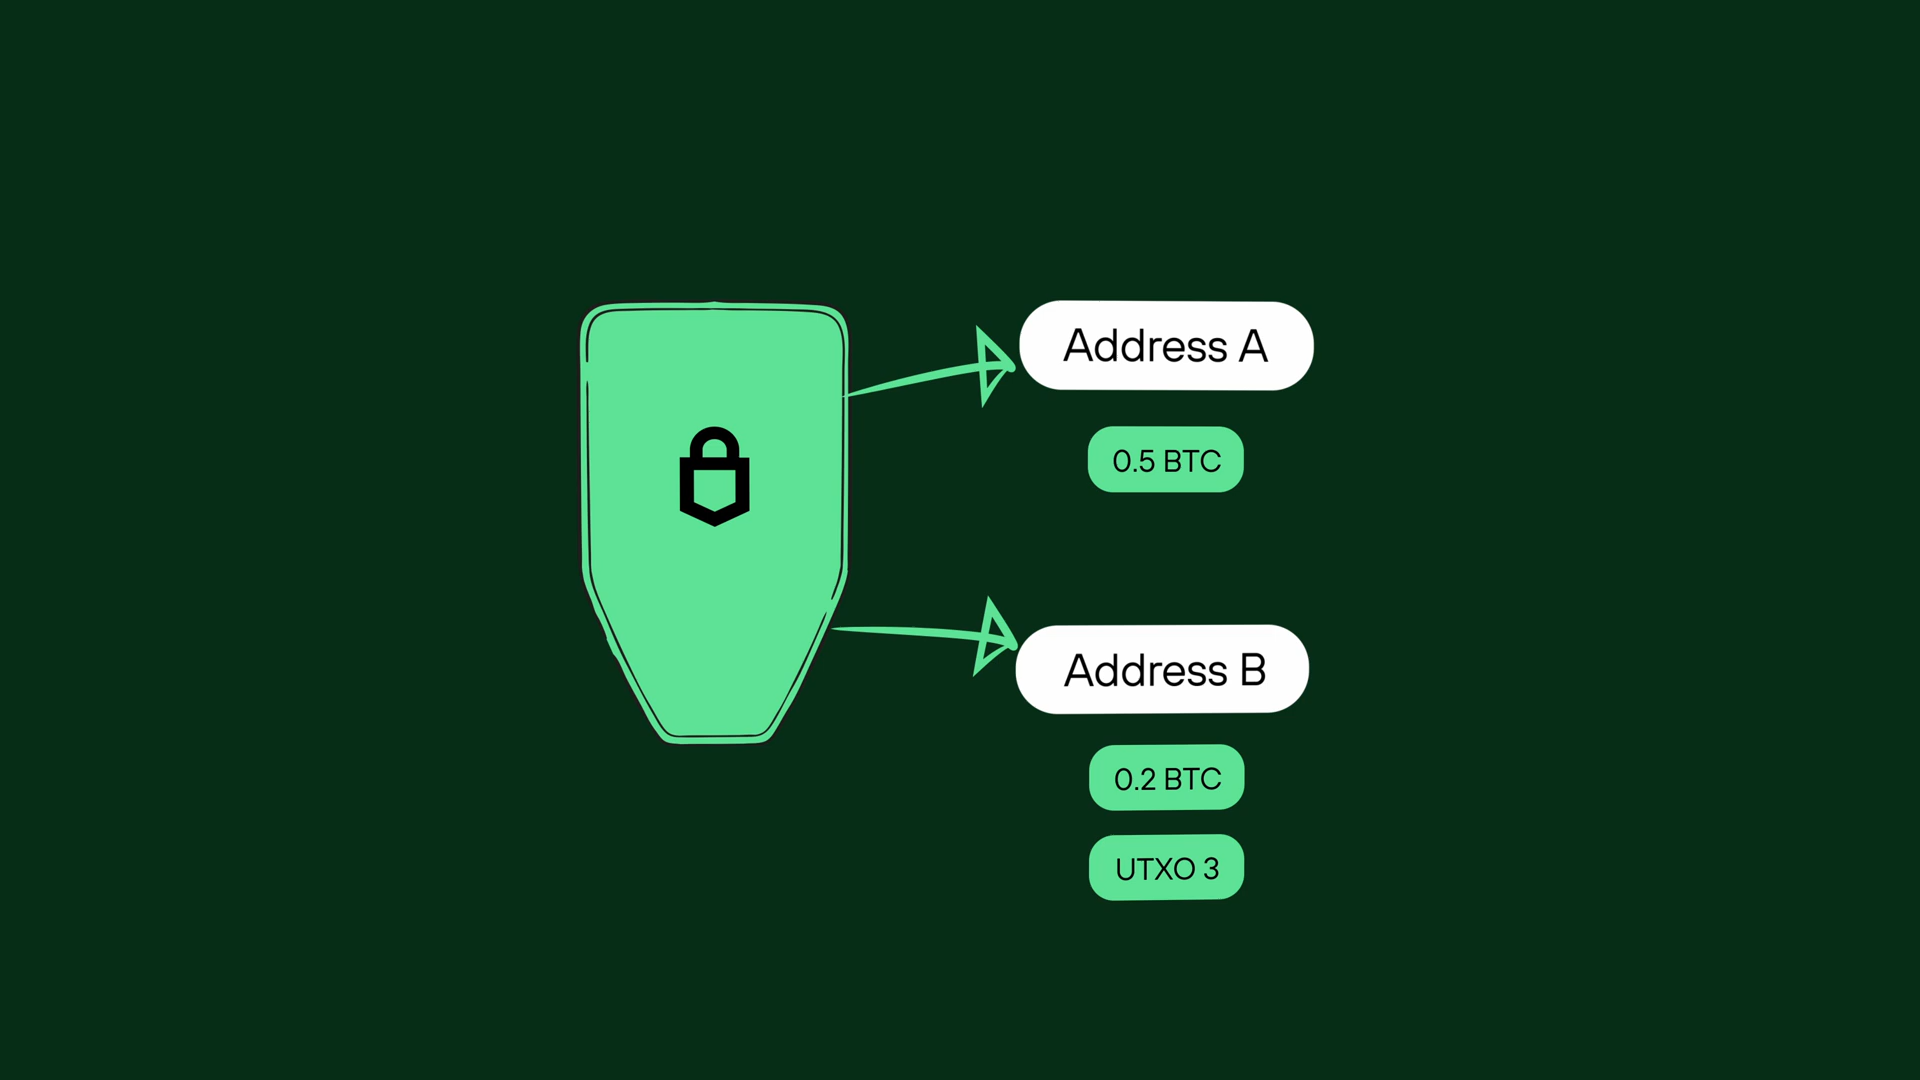 Address A
0.5 BTC
Address B
0.2 BTC
UTXO 3